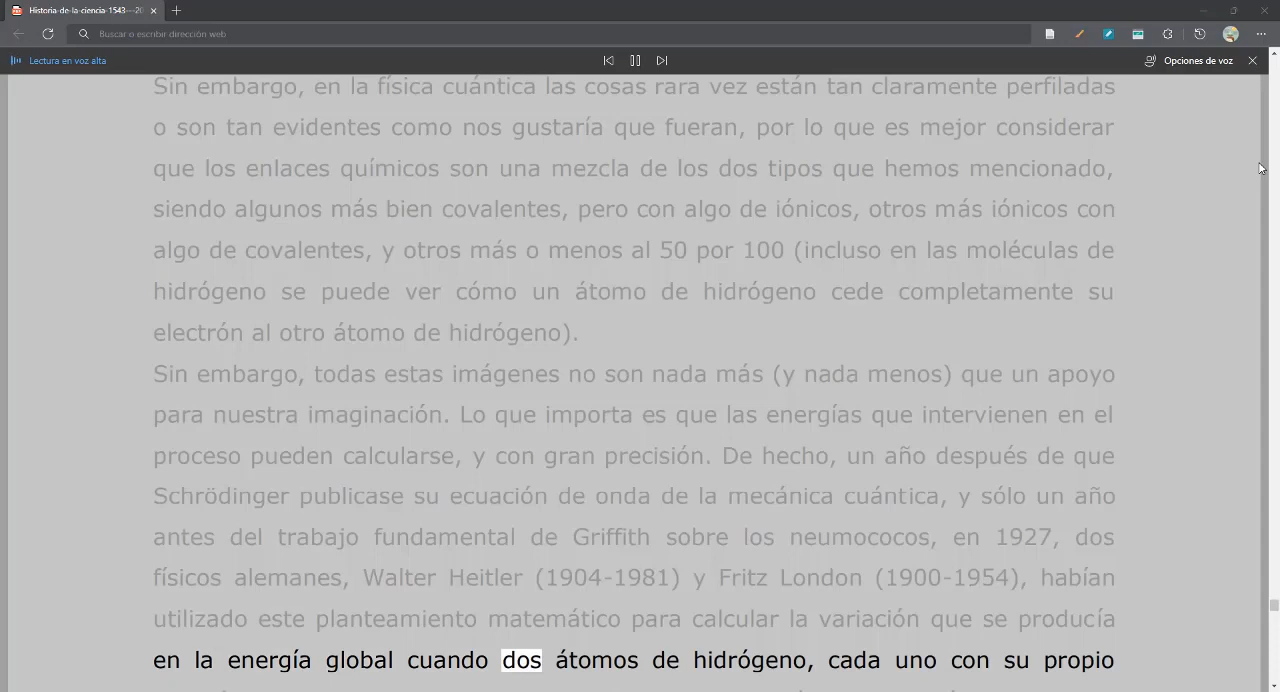 Historia-de-la-ciencia-1543---20
Buscar o escribir dirección web
Lectura en voz alta
Opciones de voz
Sin embargo, en la física cuántica las cosas rara vez están tan claramente perfiladas
o son tan evidentes como nos gustaría que fueran, por lo que es mejor considerar
que los enlaces químicos son una mezcla de los dos tipos que hemos mencionado,
siendo algunos más bien covalentes, pero con algo de iónicos, otros más iónicos con
algo de covalentes, y otros más o menos al 50 por 100 (incluso en las moléculas de
hidrógeno se puede ver cómo un átomo de hidrógeno cede completamente su
electrón al otro átomo de hidrógeno).
Sin embargo, todas estas imágenes no son nada más (y nada menos) que un apoyo
para nuestra imaginación. Lo que importa es que las energías que intervienen en el
proceso pueden calcularse, y con gran precisión. De hecho, un año después de que
Schrödinger publicase su ecuación de onda de la mecánica cuántica, y sólo un año
antes del trabajo fundamental de Griffith sobre los neumococos, en 1927, dos
físicos alemanes, Walter Heitler (1904-1981) y Fritz London (1900-1954), habían
utilizado este planteamiento matemático para calcular la variación que se producía
en la energía global cuando dos átomos de hidrógeno, cada uno con su propio